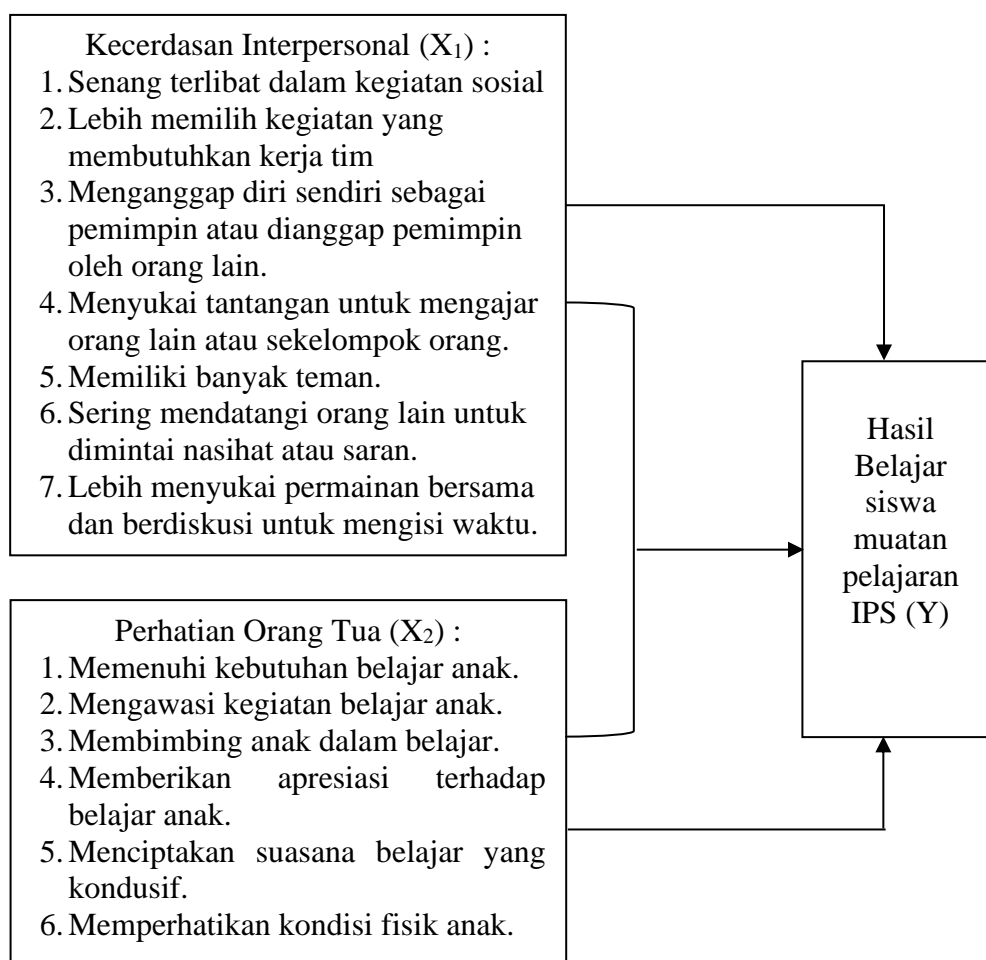 Kecerdasan Interpersonal (X₁) :
1. Senang terlibat dalam kegiatan sosial
2. Lebih memilih kegiatan yang
membutuhkan kerja tim
3. Menganggap diri sendiri sebagai
pemimpin atau dianggap pemimpin
oleh orang lain.
4. Menyukai tantangan untuk mengajar
orang lain atau sekelompok orang.
5. Memiliki banyak teman.
6. Sering mendatangi orang lain untuk
dimintai nasihat atau saran.
7. Lebih menyukai permainan bersama
dan berdiskusi untuk mengisi waktu.
Perhatian Orang Tua (X₂) :
1. Memenuhi kebutuhan belajar anak.
2. Mengawasi kegiatan belajar anak.
3. Membimbing anak dalam belajar.
4. Memberikan apresiasi terhadap
belajar anak.
5. Menciptakan suasana belajar yang
kondusif.
6. Memperhatikan kondisi fisik anak.
Hasil
Belajar
siswa
muatan
pelajaran
IPS (Y)